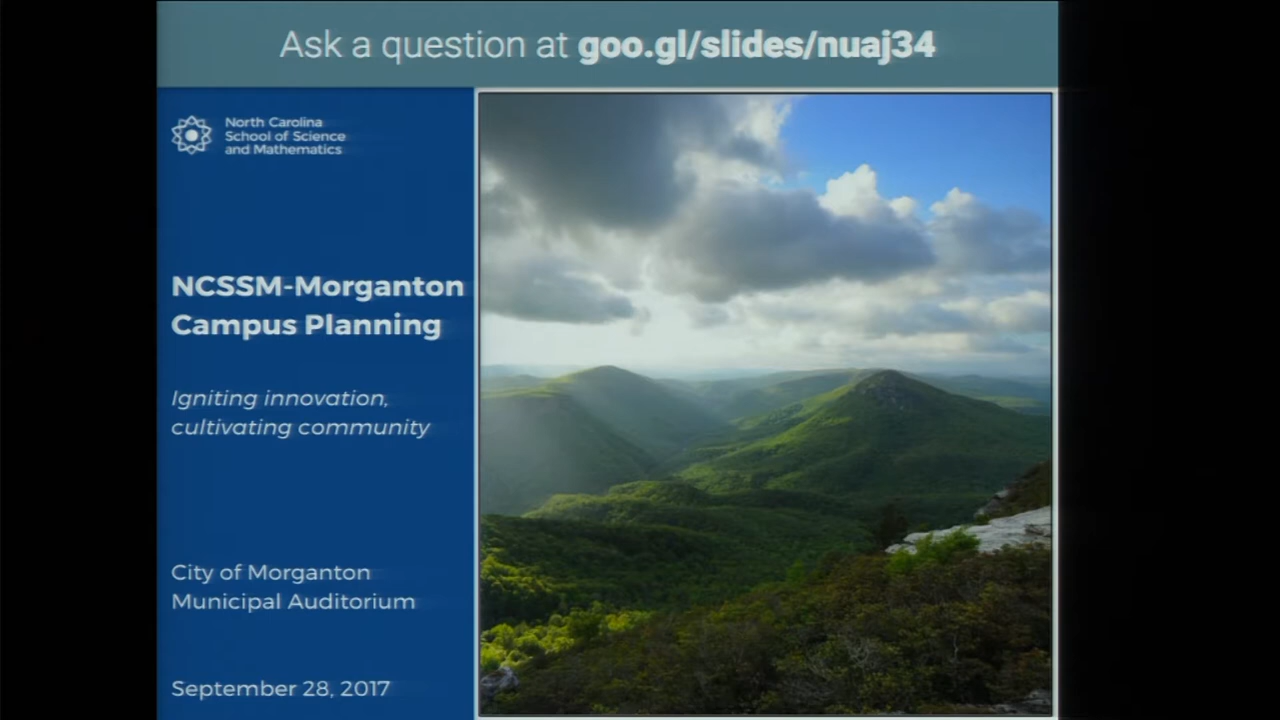 Ask a question at goo.gl/slides/nuaj34
North Carolina
School of Science
and Mathematics
NCSSM-Morganton
Campus Planning
Igniting innovation,
cultivating community
City of Morganton
Municipal Auditorium
September 28, 2017